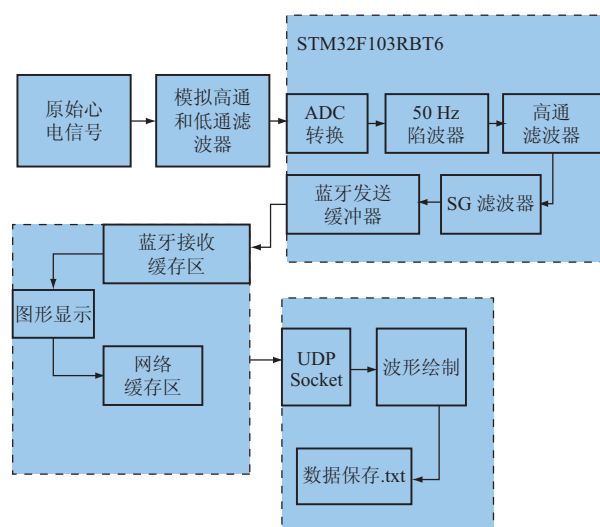 STM32F103RBT6
原始心
电信号
模拟高通
和低通滤
波器
ADC
转换
50 Hz
陷波器
高通
滤波器
蓝牙发送
缓冲器
SG 滤波器
蓝牙接收
缓存区
图形显示
网络
缓存区
UDP
Socket
波形绘制
数据保存.txt